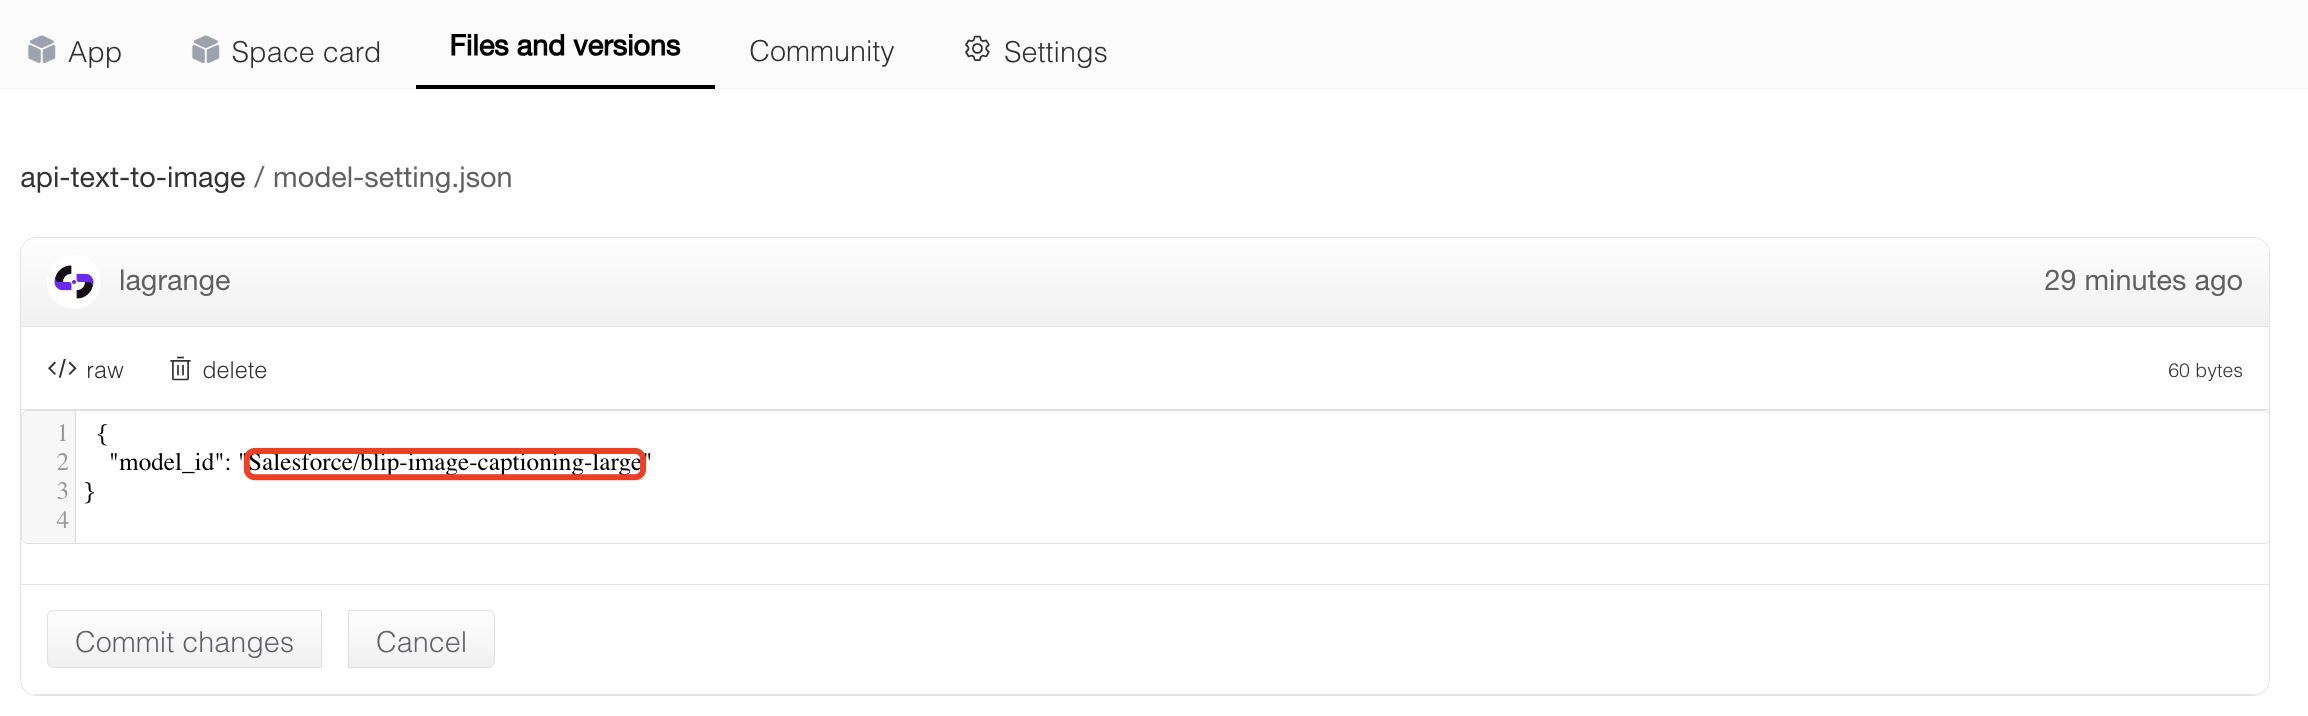 App Space card Files and versions Community Settings
api-text-to-image / model-setting.json
lagrange 29 minutes ago
</> raw delete 60 bytes
1 {
2 "model_id": "Salesforce/blip-image-captioning-large"
3 }
4
Commit changes Cancel